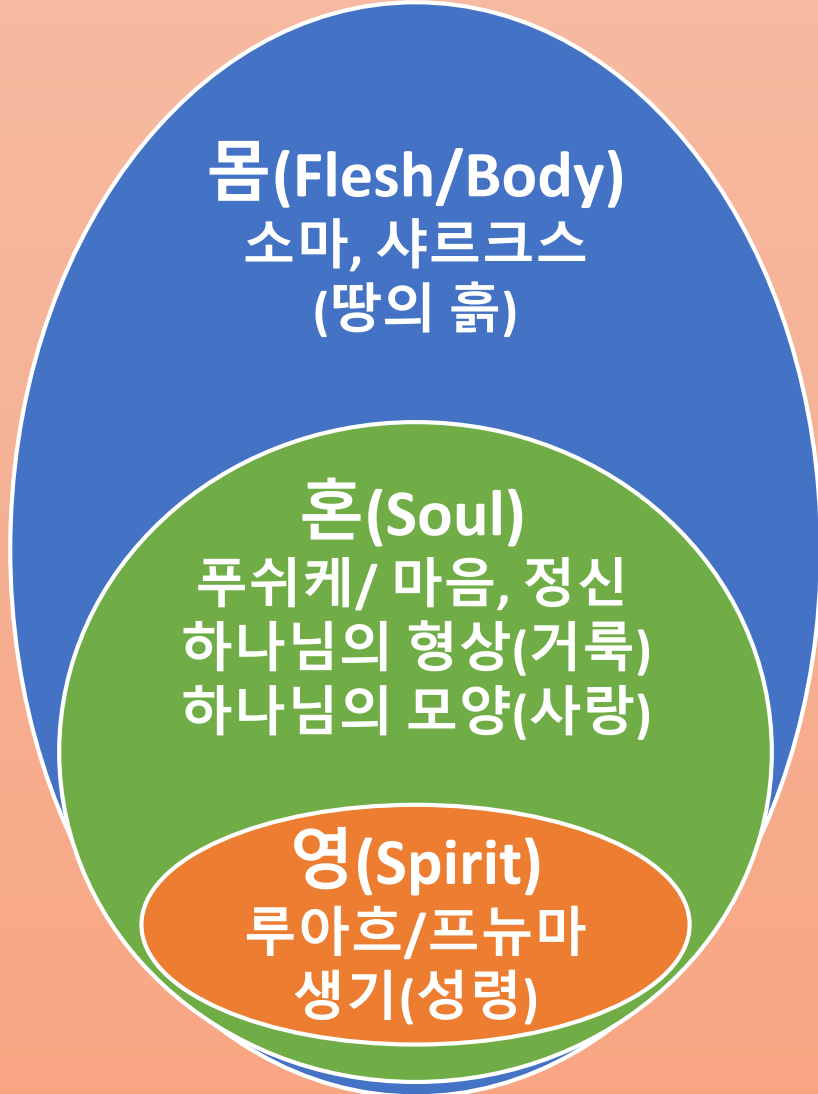 몸(Flesh/Body)
소마, 샤르크스
(땅의 흙)
혼(Soul)
푸쉬케/ 마음, 정신
하나님의 형상(거룩)
하나님의 모양(사랑)
영(Spirit)
루아흐/프뉴마
생기(성령)